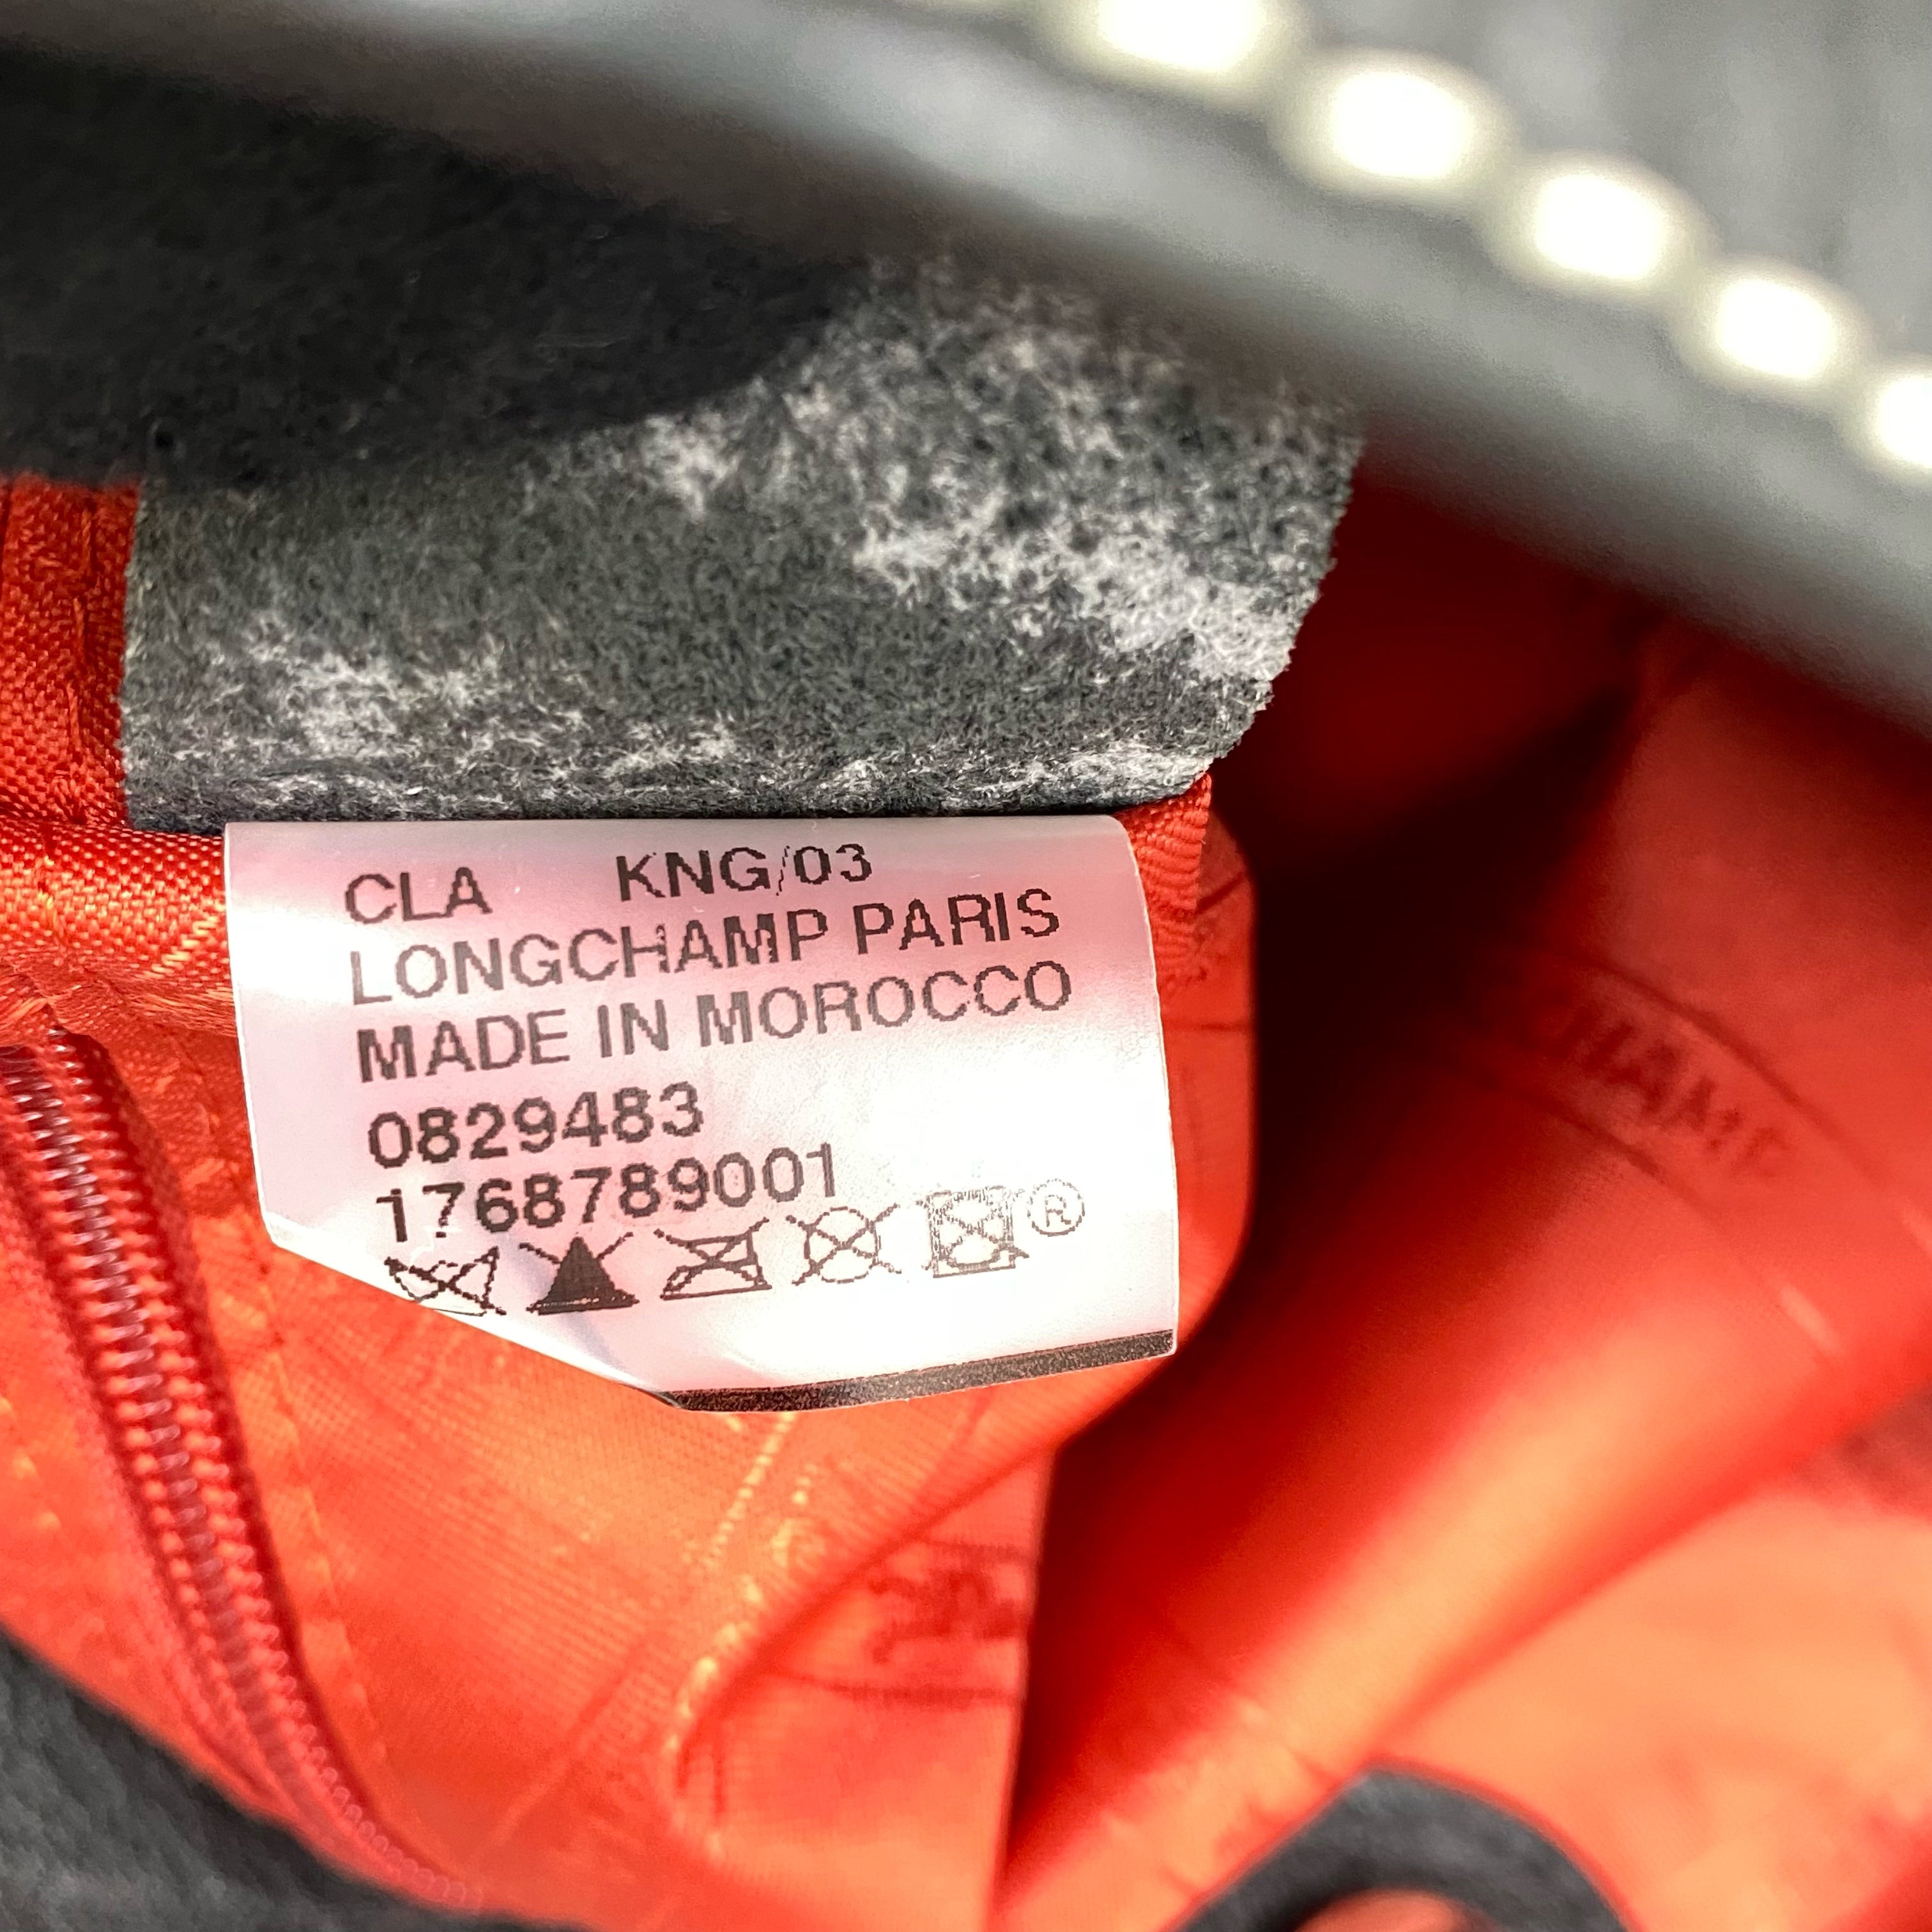 CLA KNG/03
LONGCHAMP PARIS
MADE IN MOROCCO
0829483
1768789001
®